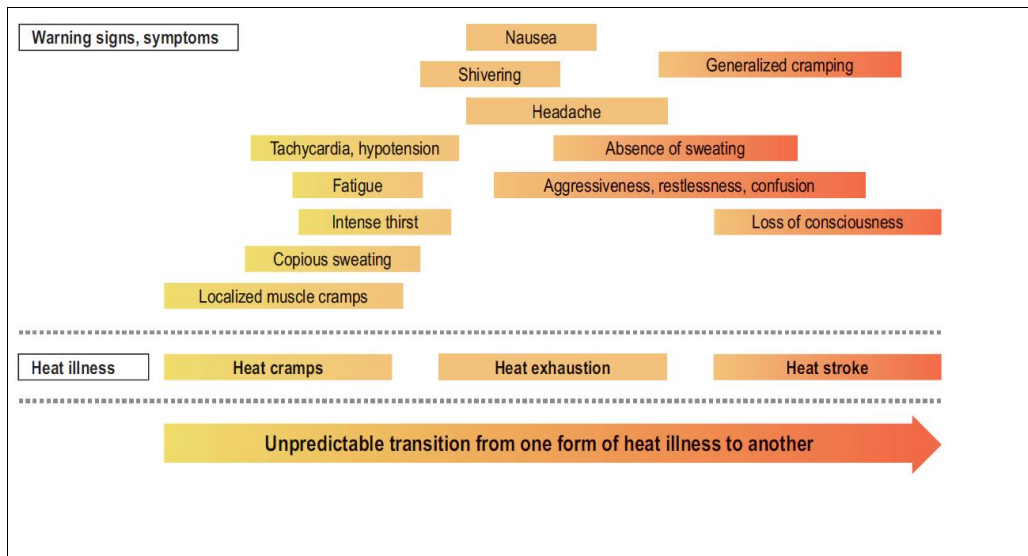 Warning signs, symptoms
Nausea
Generalized cramping
Shivering
Headache
Tachycardia, hypotension
Absence of sweating
Fatigue
Aggressiveness, restlessness, confusion
Intense thirst
Loss of consciousness
Copious sweating
Localized muscle cramps
Heat illness
Heat cramps
Heat exhaustion
Heat stroke
Unpredictable transition from one form of heat illness to another